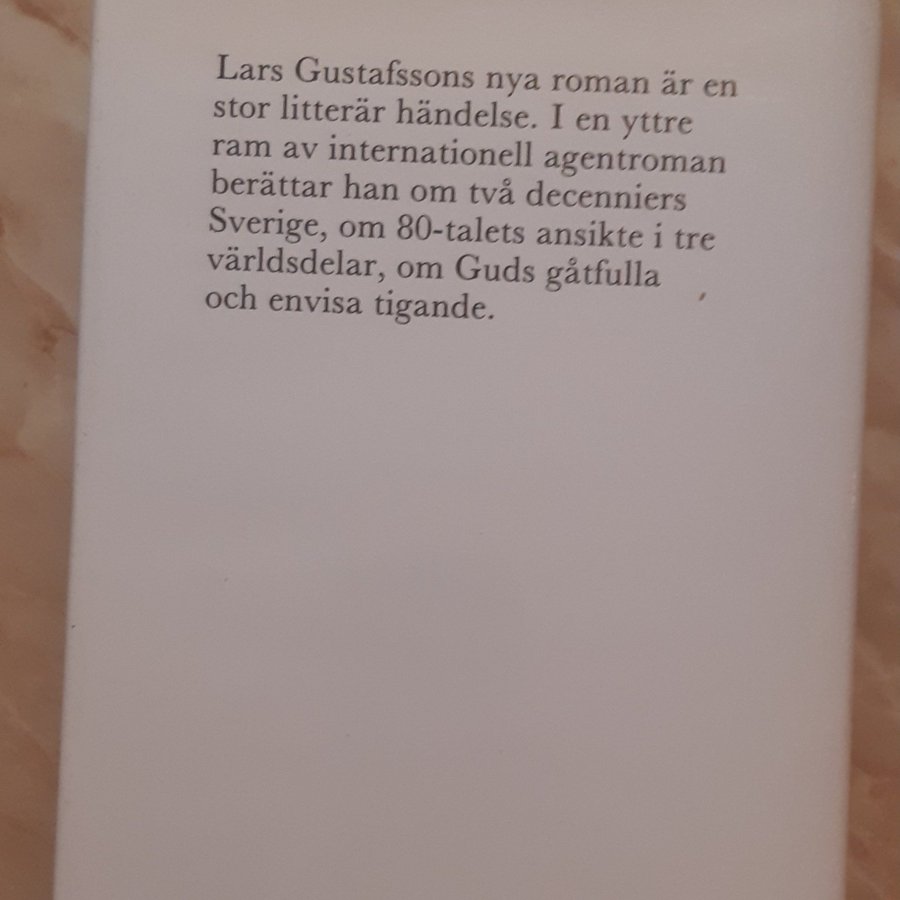 Lars Gustafssons nya roman är en
stor litterär händelse. I en yttre
ram av internationell agentroman
berättar han om två decenniers
Sverige, om 80-talets ansikte i tre
världsdelar, om Guds gåtfulla
och envisa tigande.